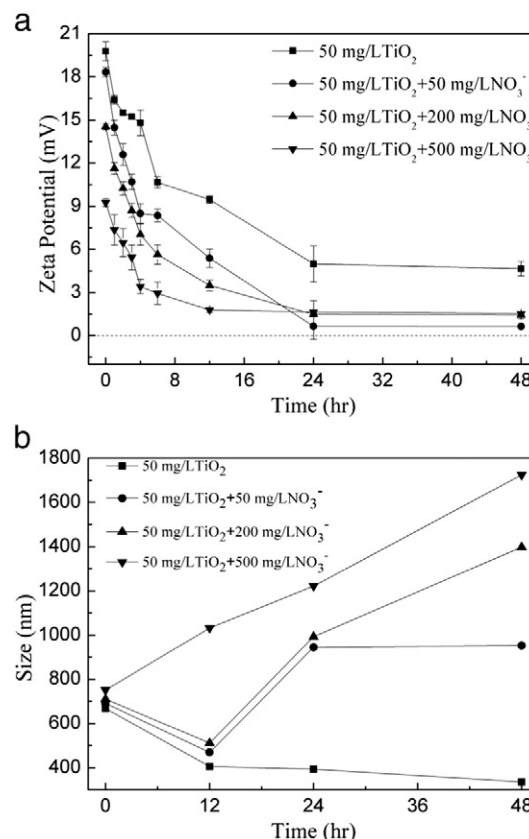 a
21
18
15
12
9
6
3
0
Zeta Potential (mV)
50 mg/LTiO₂
50 mg/LTiO₂+50 mg/LNO₃⁻
50 mg/LTiO₂+200 mg/LNO₃
50 mg/LTiO₂+500 mg/LNO₃
0 8 16 24 32 40 48
Time (hr)
b
1800
1600
1400
1200
1000
800
600
400
Size (nm)
50 mg/LTiO₂
50 mg/LTiO₂+50 mg/LNO₃⁻
50 mg/LTiO₂+200 mg/LNO₃⁻
50 mg/LTiO₂+500 mg/LNO₃⁻
0 12 24 36 48
Time (hr)